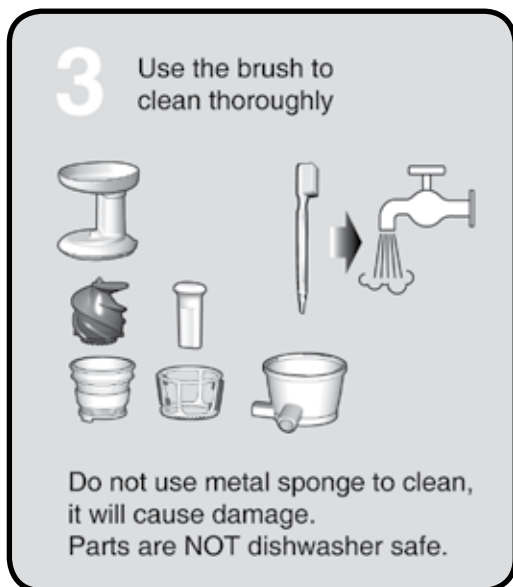 3
Use the brush to
clean thoroughly
Do not use metal sponge to clean,
it will cause damage.
Parts are NOT dishwasher safe.